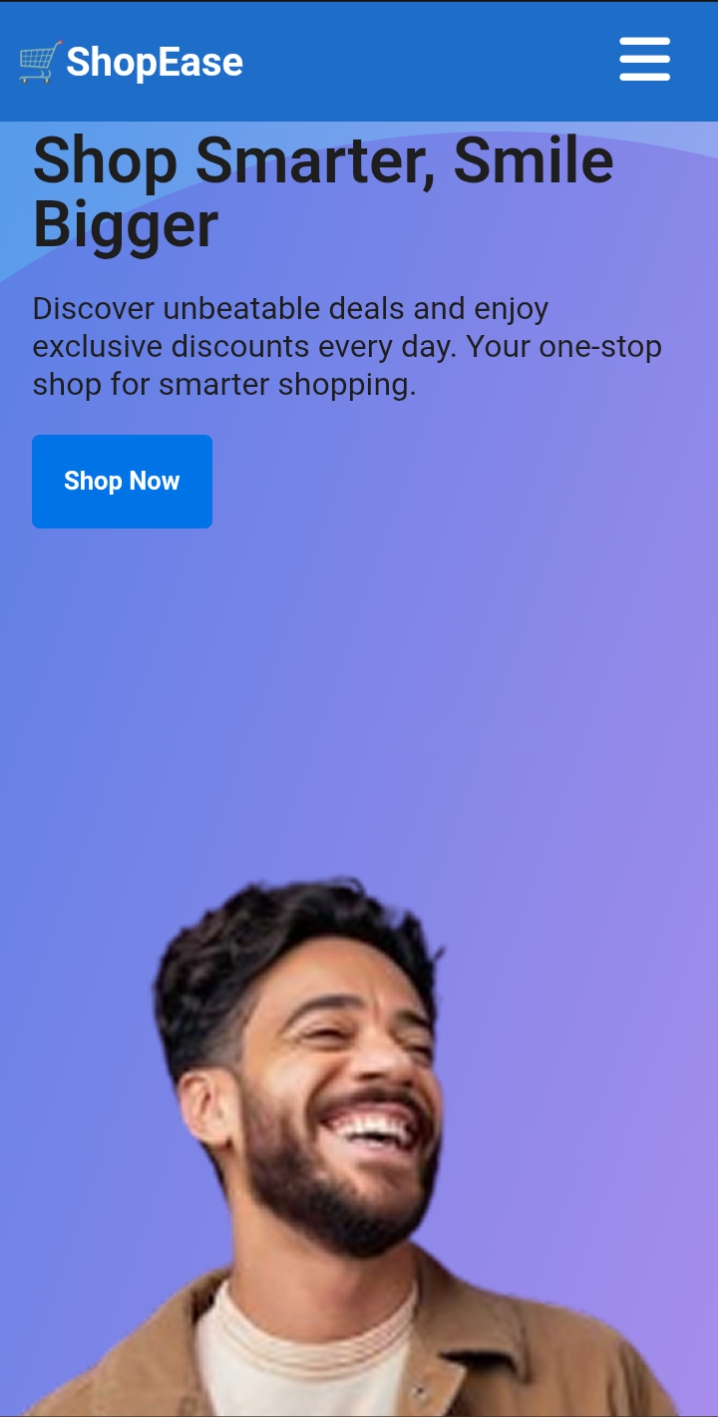 ShopEase
Shop Smarter, Smile
Bigger
Discover unbeatable deals and enjoy
exclusive discounts every day. Your one-stop
shop for smarter shopping.
Shop Now